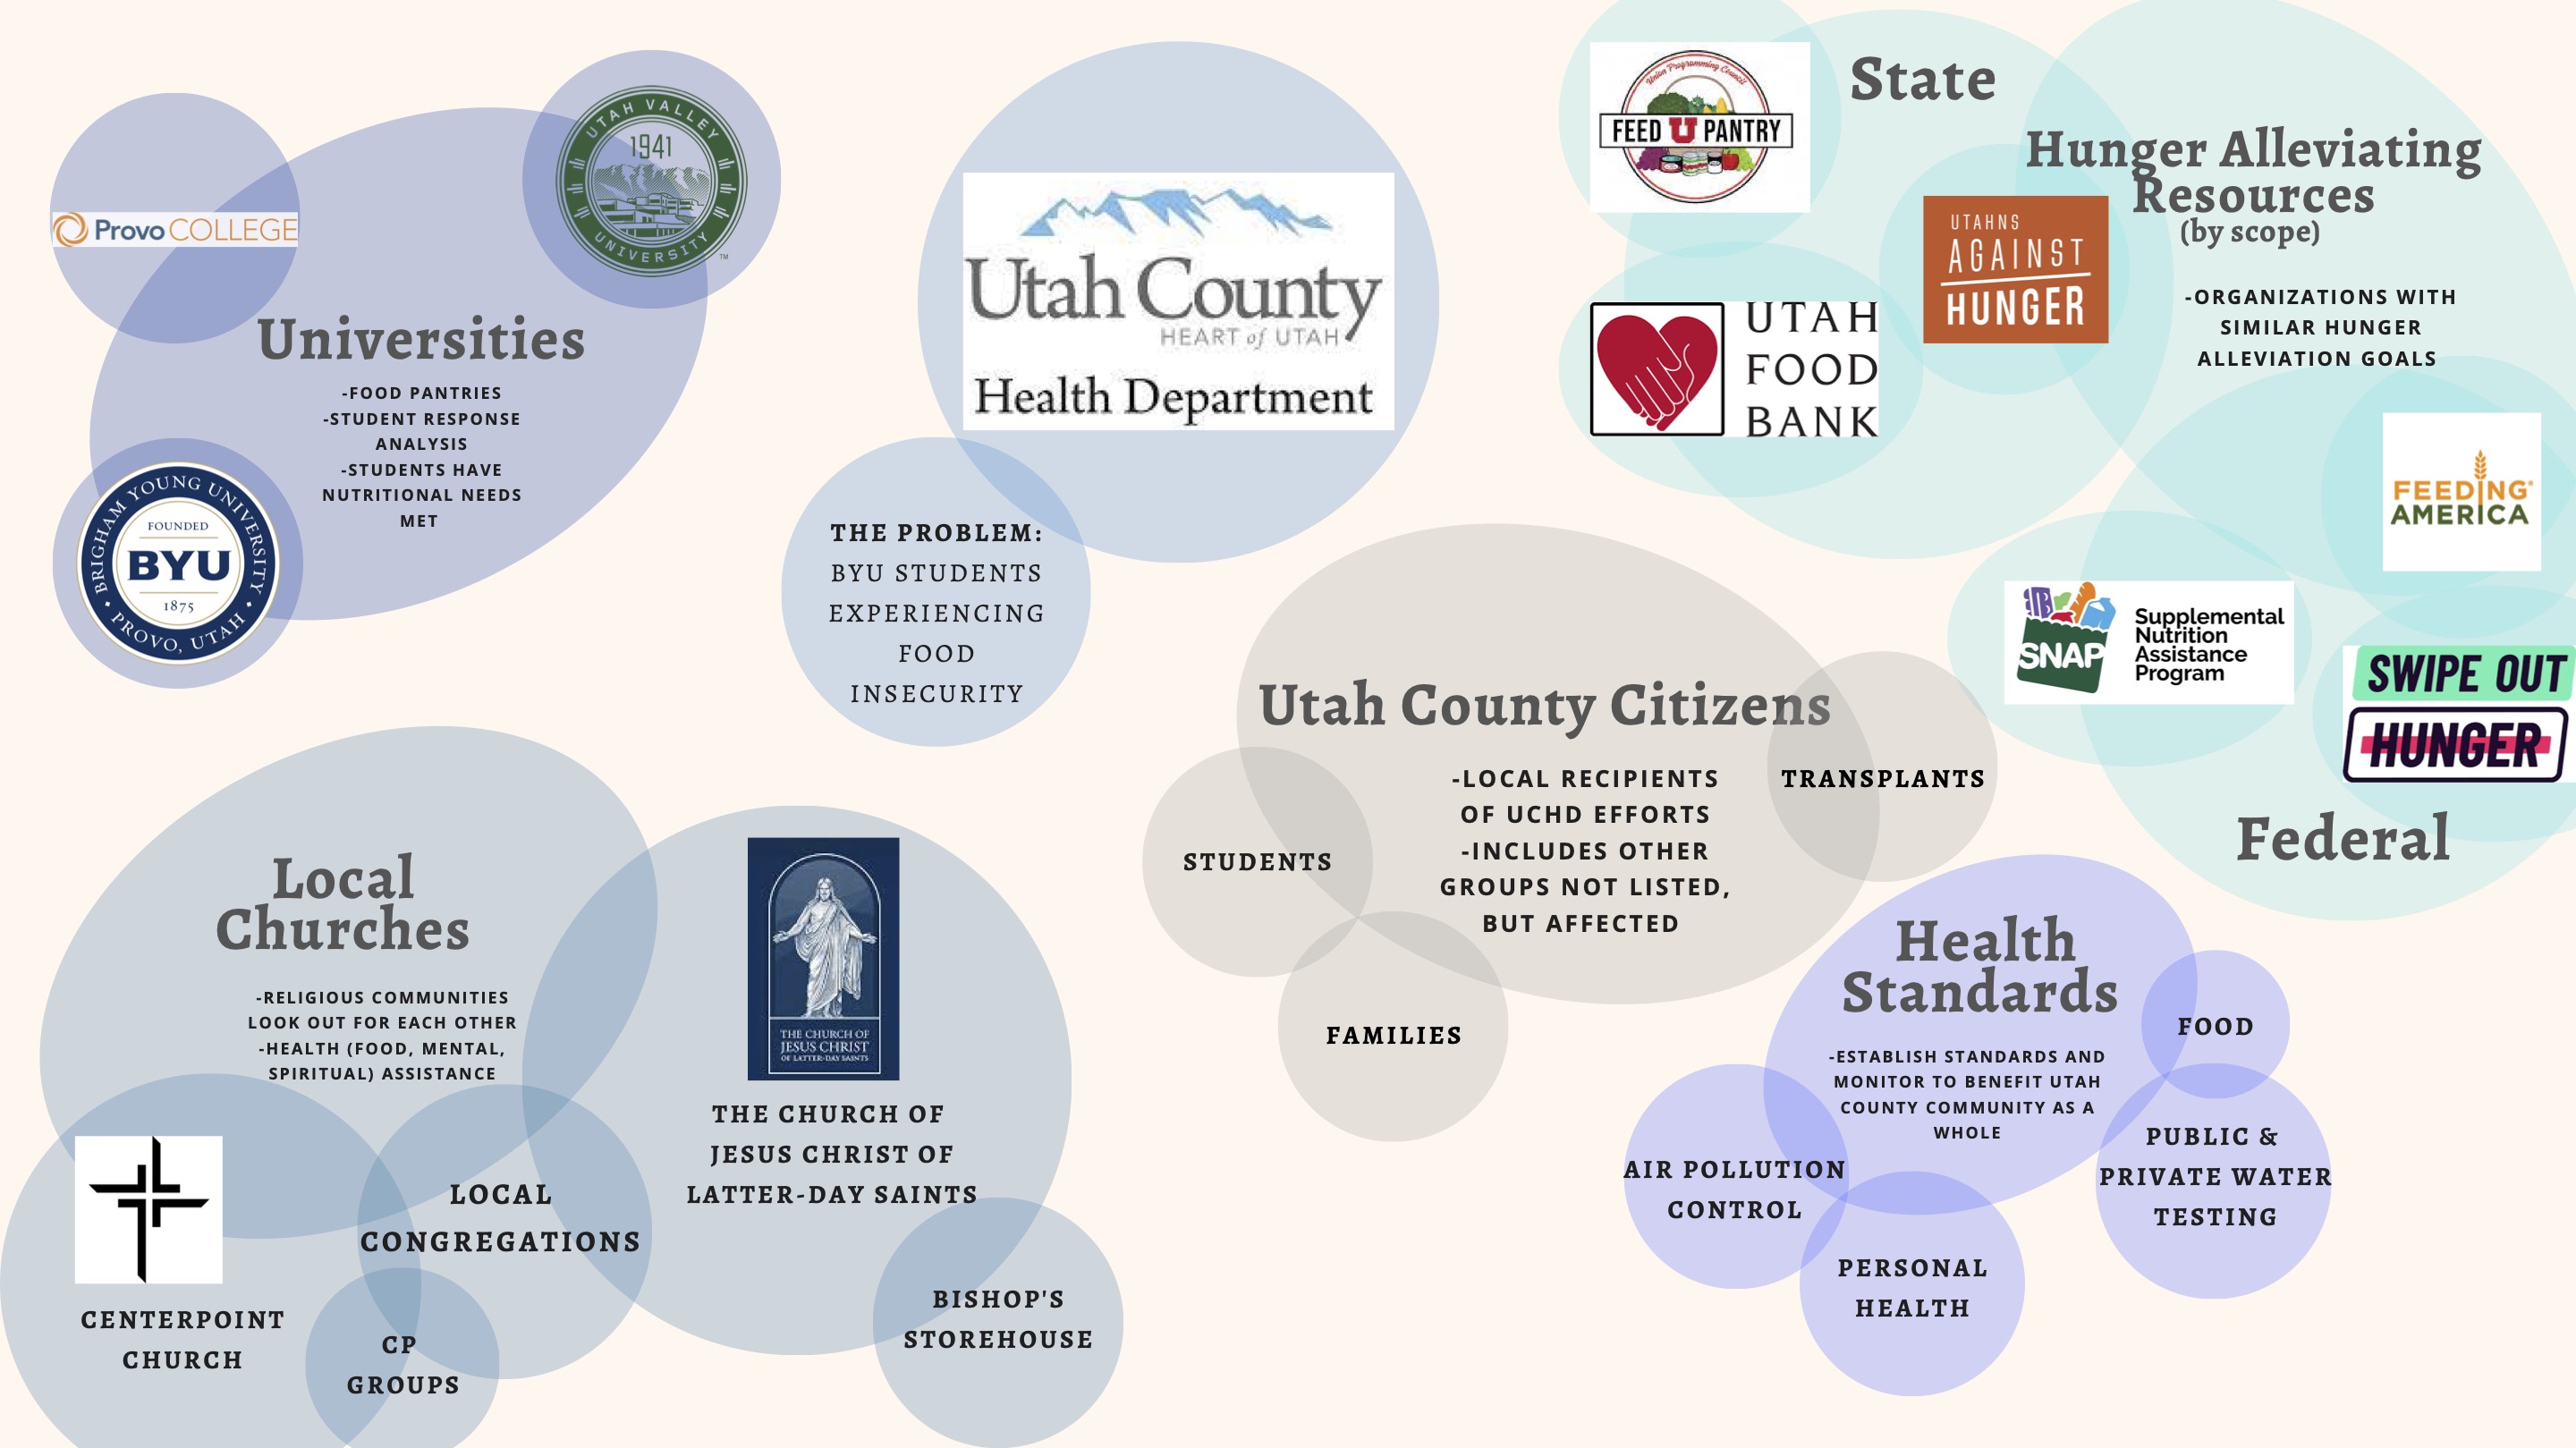 Provo COLLEGE
UTAH VALLEY
1941
UNIVERSITY
™
Universities
-FOOD PANTRIES
-STUDENT RESPONSE
ANALYSIS
-STUDENTS HAVE
NUTRITIONAL NEEDS
MET
BRIGHAM YOUNG UNIVERSITY
FOUNDED
BYU
1875
PROVO, UTAH
Utah County
HEART of UTAH
Health Department
THE PROBLEM:
BYU STUDENTS
EXPERIENCING
FOOD
INSECURITY
State
Union Programming Council
FEED U PANTRY
UTAH
FOOD
BANK
UTAHNS
AGAINST
HUNGER
Hunger Alleviating
Resources
(by scope)
-ORGANIZATIONS WITH
SIMILAR HUNGER
ALLEVIATION GOALS
FEEDING
AMERICA
SNAP
Supplemental
Nutrition
Assistance
Program
SWIPE OUT
HUNGER
Federal
Utah County Citizens
-LOCAL RECIPIENTS
OF UCHD EFFORTS
-INCLUDES OTHER
GROUPS NOT LISTED,
BUT AFFECTED
TRANSPLANTS
STUDENTS
FAMILIES
Local
Churches
-RELIGIOUS COMMUNITIES
LOOK OUT FOR EACH OTHER
-HEALTH (FOOD, MENTAL,
SPIRITUAL) ASSISTANCE
THE CHURCH OF
JESUS CHRIST
OF LATTER-DAY SAINTS
THE CHURCH OF
JESUS CHRIST OF
LATTER-DAY SAINTS
LOCAL
CONGREGATIONS
CENTERPOINT
CHURCH
CP
GROUPS
BISHOP'S
STOREHOUSE
Health
Standards
-ESTABLISH STANDARDS AND
MONITOR TO BENEFIT UTAH
COUNTY COMMUNITY AS A
WHOLE
FOOD
PUBLIC &
PRIVATE WATER
TESTING
AIR POLLUTION
CONTROL
PERSONAL
HEALTH